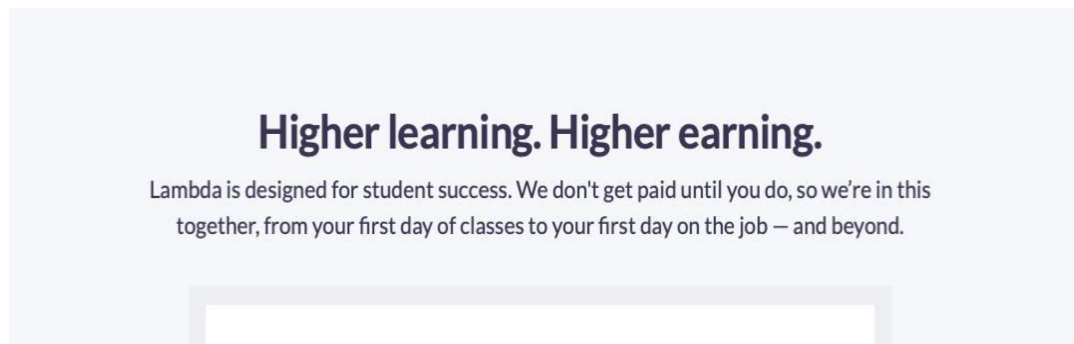 Higher learning. Higher earning.
Lambda is designed for student success. We don't get paid until you do, so we’re in this
together, from your first day of classes to your first day on the job — and beyond.